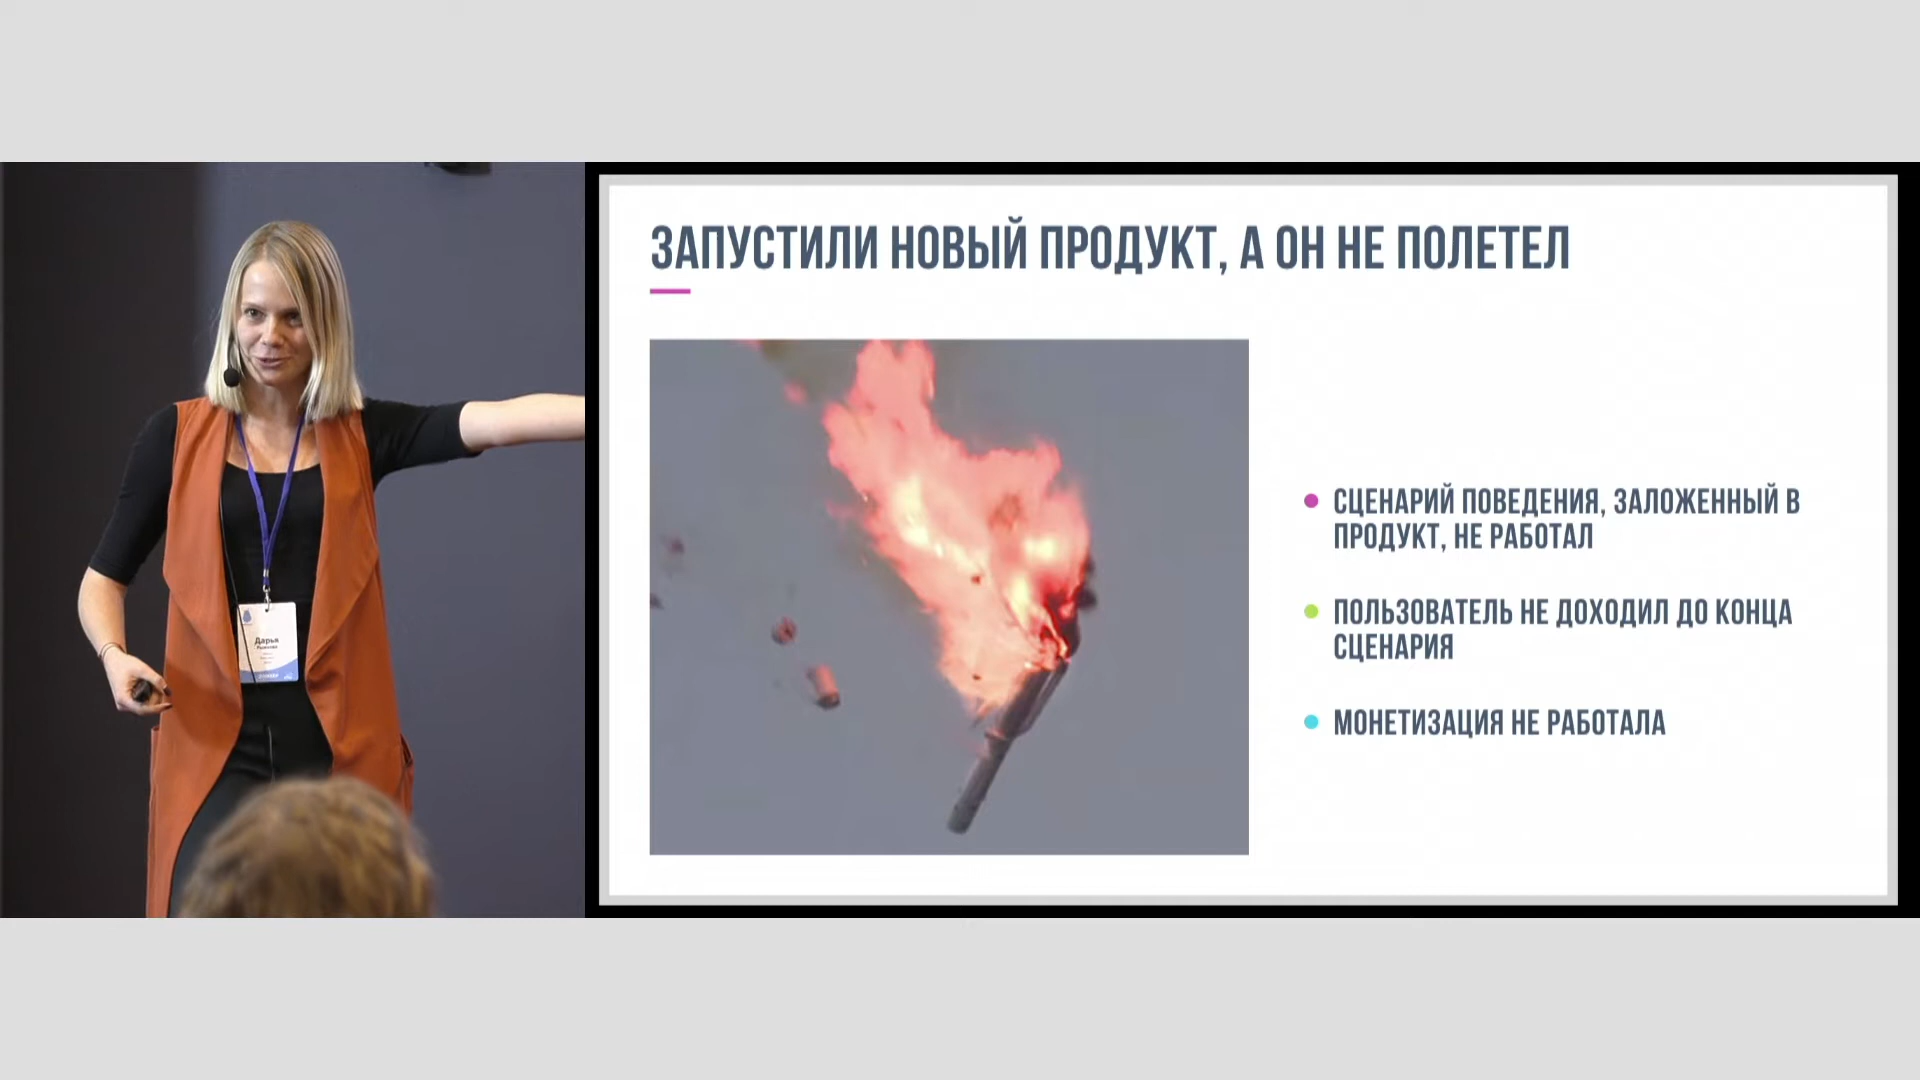 ЗАПУСТИЛИ НОВЫЙ ПРОДУКТ, А ОН НЕ ПОЛЕТЕЛ
СЦЕНАРИЙ ПОВЕДЕНИЯ, ЗАЛОЖЕННЫЙ В
ПРОДУКТ, НЕ РАБОТАЛ
ПОЛЬЗОВАТЕЛЬ НЕ ДОХОДИЛ ДО КОНЦА
СЦЕНАРИЯ
МОНЕТИЗАЦИЯ НЕ РАБОТАЛА
Дарья